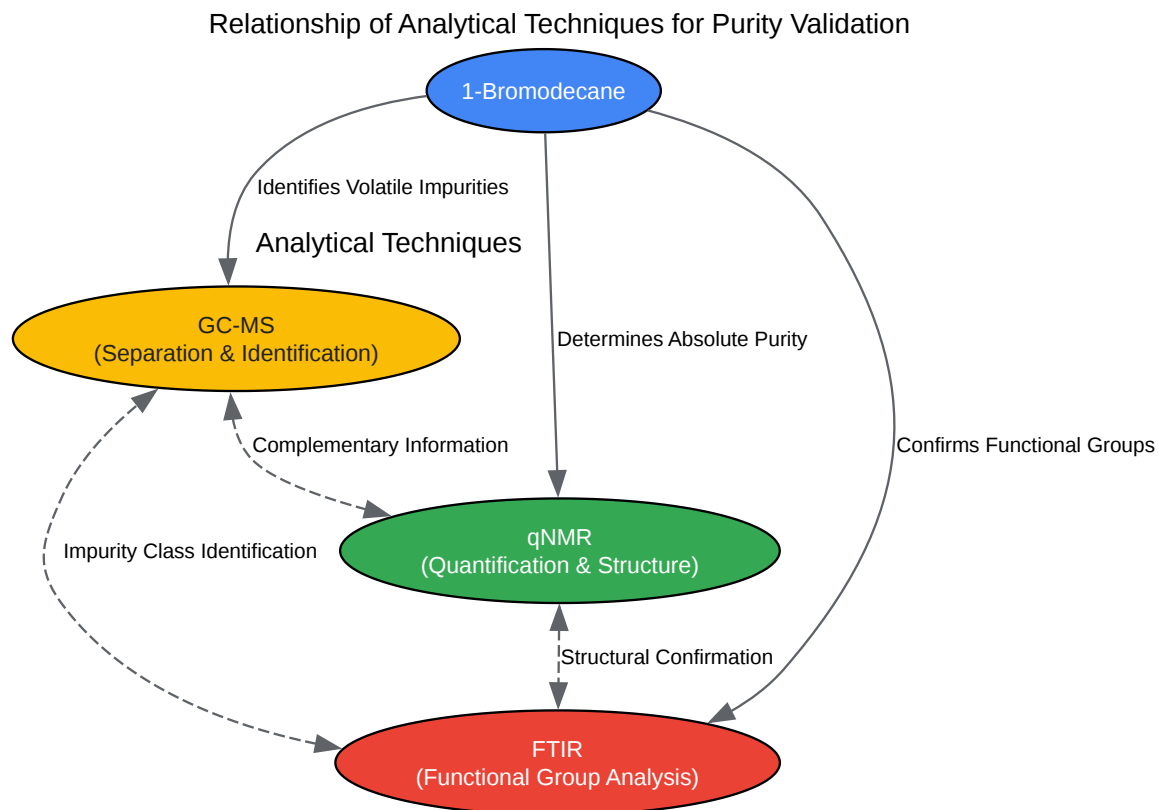 Relationship of Analytical Techniques for Purity Validation
1-Bromodecane
Identifies Volatile Impurities
Analytical Techniques
GC-MS
(Separation & Identification)
Determines Absolute Purity
Complementary Information
Confirms Functional Groups
qNMR
(Quantification & Structure)
Impurity Class Identification
Structural Confirmation
FTIR
(Functional Group Analysis)